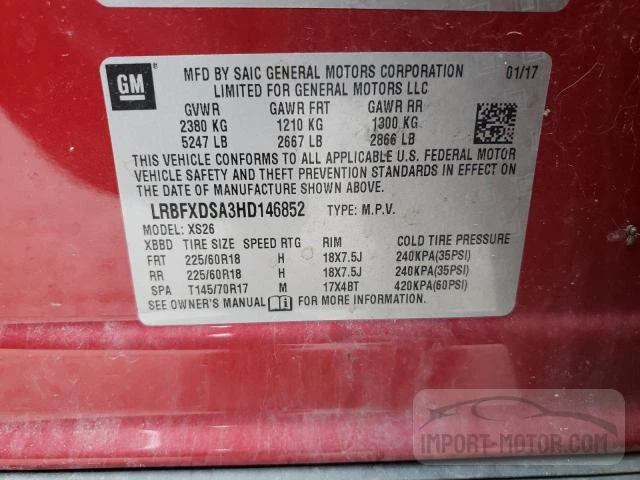 GM
MFD BY SAIC GENERAL MOTORS CORPORATION 01/17
LIMITED FOR GENERAL MOTORS LLC
GVWR GAWR FRT GAWR RR
2380 KG 1210 KG 1300 KG
5247 LB 2667 LB 2866 LB
THIS VEHICLE CONFORMS TO ALL APPLICABLE U.S. FEDERAL MOTOR
VEHICLE SAFETY AND THEFT PREVENTION STANDARDS IN EFFECT ON
THE DATE OF MANUFACTURE SHOWN ABOVE.
LRBFXDSA3HD146852 TYPE: M.P.V.
MODEL: XS26
XBBD TIRE SIZE SPEED RTG RIM COLD TIRE PRESSURE
FRT 225/60R18 H 18X7.5J 240KPA(35PSI)
RR 225/60R18 H 18X7.5J 240KPA(35PSI)
SPA T145/70R17 M 17X4BT 420KPA(60PSI)
SEE OWNER'S MANUAL FOR MORE INFORMATION.
IMPORT-MOTOR.COM